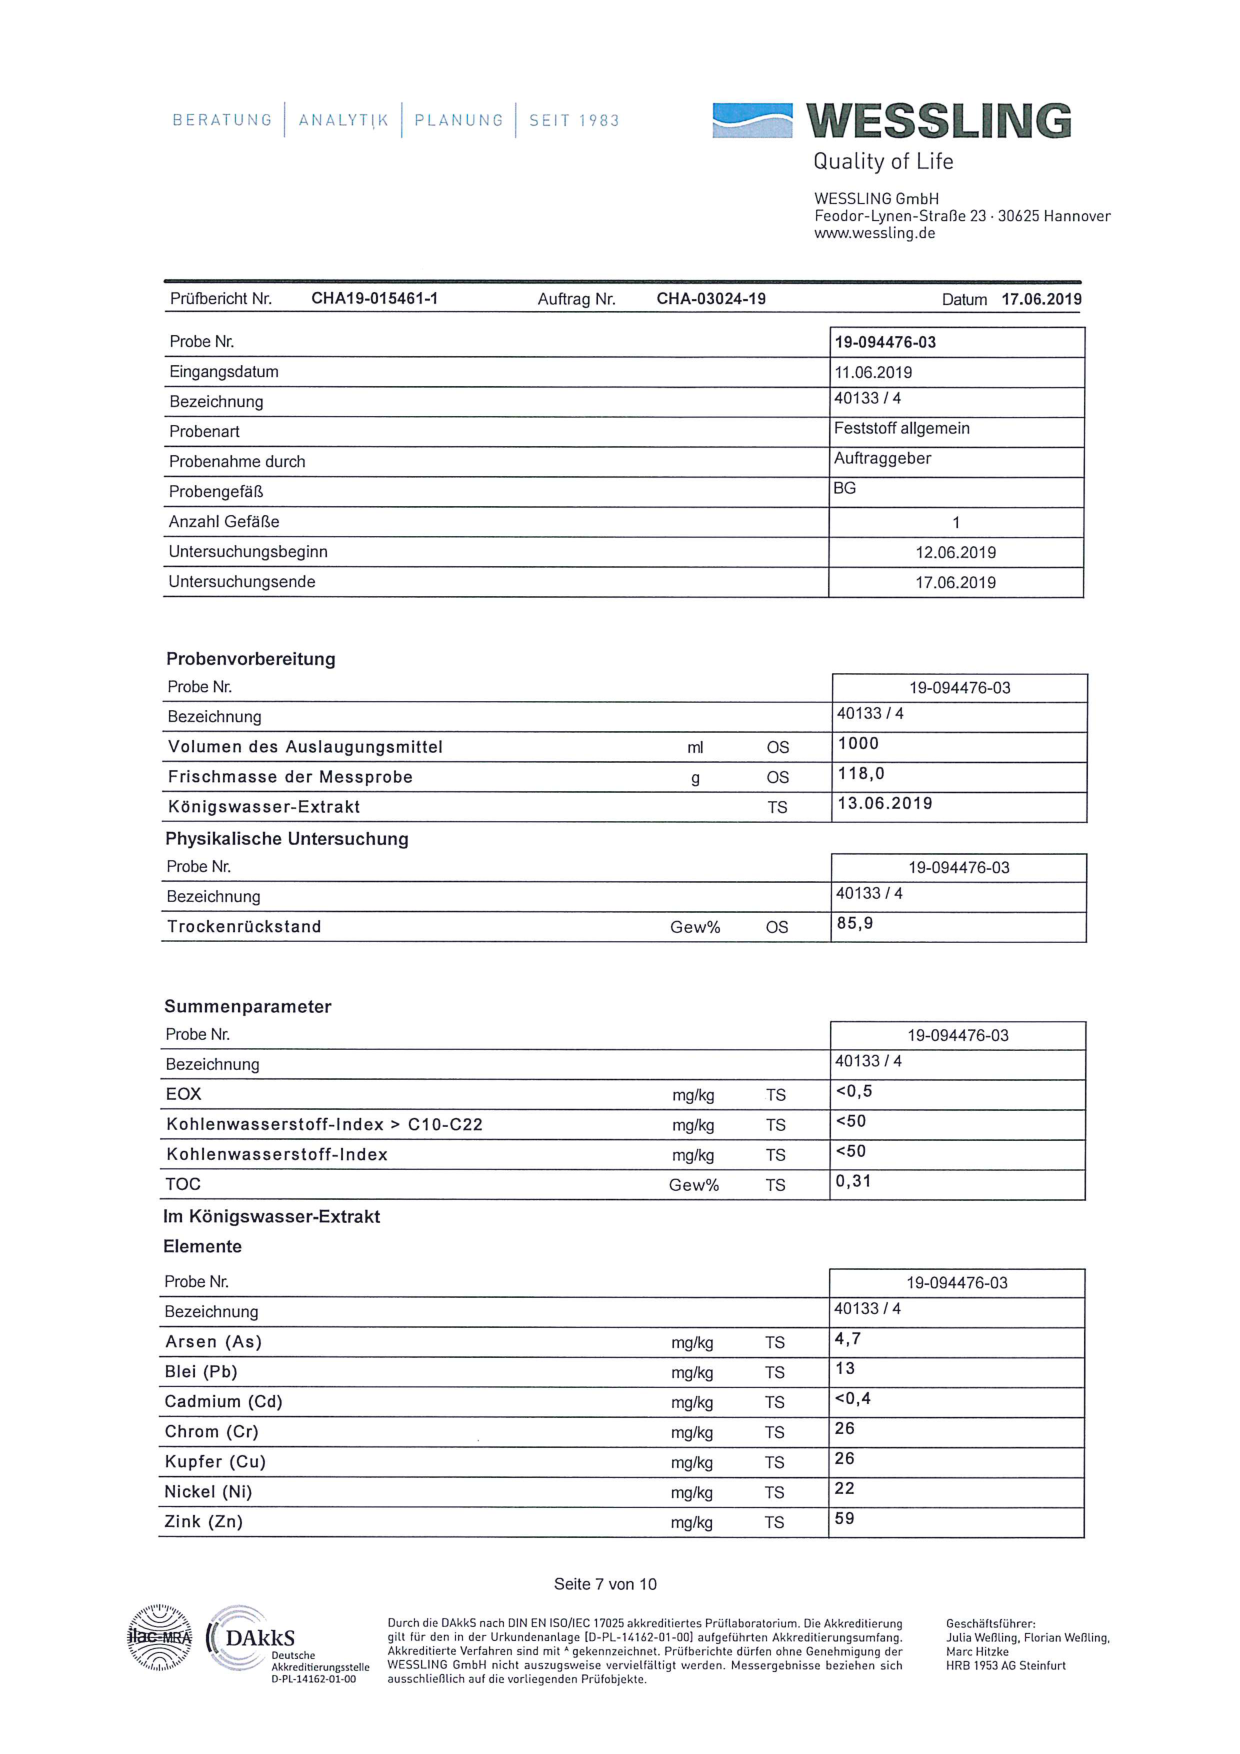 BERATUNG | ANALYTIK | PLANUNG | SEIT 1983
WESSLING
Quality of Life
WESSLING GmbH
Feodor-Lynen-Straße 23 · 30625 Hannover
www.wessling.de
Prüfbericht Nr. CHA19-015461-1 Auftrag Nr. CHA-03024-19 Datum 17.06.2019
Probe Nr. 19-094476-03
Eingangsdatum 11.06.2019
Bezeichnung 40133 / 4
Probenart Feststoff allgemein
Probenahme durch Auftraggeber
Probengefäß BG
Anzahl Gefäße 1
Untersuchungsbeginn 12.06.2019
Untersuchungsende 17.06.2019
Probenvorbereitung
Probe Nr. 19-094476-03
Bezeichnung 40133 / 4
Volumen des Auslaugungsmittel ml OS 1000
Frischmasse der Messprobe g OS 118,0
Königswasser-Extrakt TS 13.06.2019
Physikalische Untersuchung
Probe Nr. 19-094476-03
Bezeichnung 40133 / 4
Trockenrückstand Gew% OS 85,9
Summenparameter
Probe Nr. 19-094476-03
Bezeichnung 40133 / 4
EOX mg/kg TS <0,5
Kohlenwasserstoff-Index > C10-C22 mg/kg TS <50
Kohlenwasserstoff-Index mg/kg TS <50
TOC Gew% TS 0,31
Im Königswasser-Extrakt
Elemente
Probe Nr. 19-094476-03
Bezeichnung 40133 / 4
Arsen (As) mg/kg TS 4,7
Blei (Pb) mg/kg TS 13
Cadmium (Cd) mg/kg TS <0,4
Chrom (Cr) mg/kg TS 26
Kupfer (Cu) mg/kg TS 26
Nickel (Ni) mg/kg TS 22
Zink (Zn) mg/kg TS 59
Seite 7 von 10
ilac-MRA
DAkkS
Deutsche
Akkreditierungsstelle
D-PL-14162-01-00
Durch die DAkkS nach DIN EN ISO/IEC 17025 akkreditiertes Prüflaboratorium. Die Akkreditierung
gilt für den in der Urkundenanlage [D-PL-14162-01-00] aufgeführten Akkreditierungsumfang.
Akkreditierte Verfahren sind mit ᴬ gekennzeichnet. Prüfberichte dürfen ohne Genehmigung der
WESSLING GmbH nicht auszugsweise vervielfältigt werden. Messergebnisse beziehen sich
ausschließlich auf die vorliegenden Prüfobjekte.
Geschäftsführer:
Julia Weßling, Florian Weßling,
Marc Hitzke
HRB 1953 AG Steinfurt